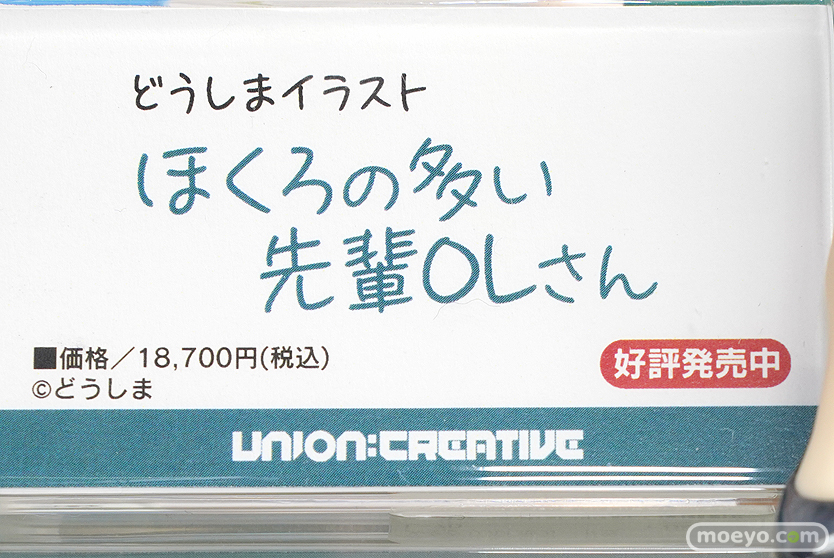 どうしまイラスト
ほくろの多い
先輩OLさん
■価格／18,700円(税込)
©どうしま
好評発売中
UNION:CREATIVE
moeyo.com